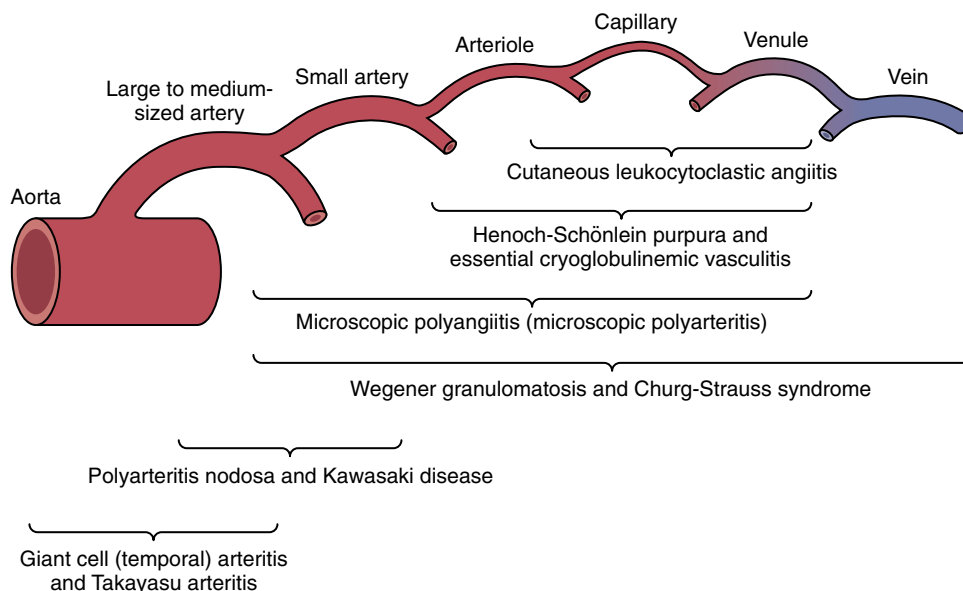 Capillary
Arteriole
Venule
Small artery
Vein
Large to medium-
sized artery
Cutaneous leukocytoclastic angiitis
Aorta
Henoch-Schönlein purpura and
essential cryoglobulinemic vasculitis
Microscopic polyangiitis (microscopic polyarteritis)
Wegener granulomatosis and Churg-Strauss syndrome
Polyarteritis nodosa and Kawasaki disease
Giant cell (temporal) arteritis
and Takayasu arteritis